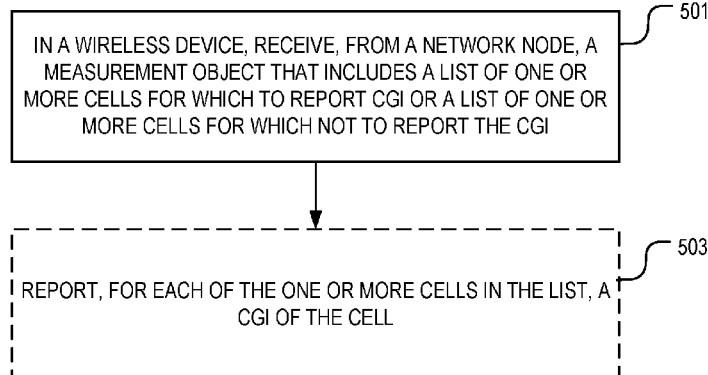 501
IN A WIRELESS DEVICE, RECEIVE, FROM A NETWORK NODE, A
MEASUREMENT OBJECT THAT INCLUDES A LIST OF ONE OR
MORE CELLS FOR WHICH TO REPORT CGI OR A LIST OF ONE OR
MORE CELLS FOR WHICH NOT TO REPORT THE CGI
503
REPORT, FOR EACH OF THE ONE OR MORE CELLS IN THE LIST, A
CGI OF THE CELL